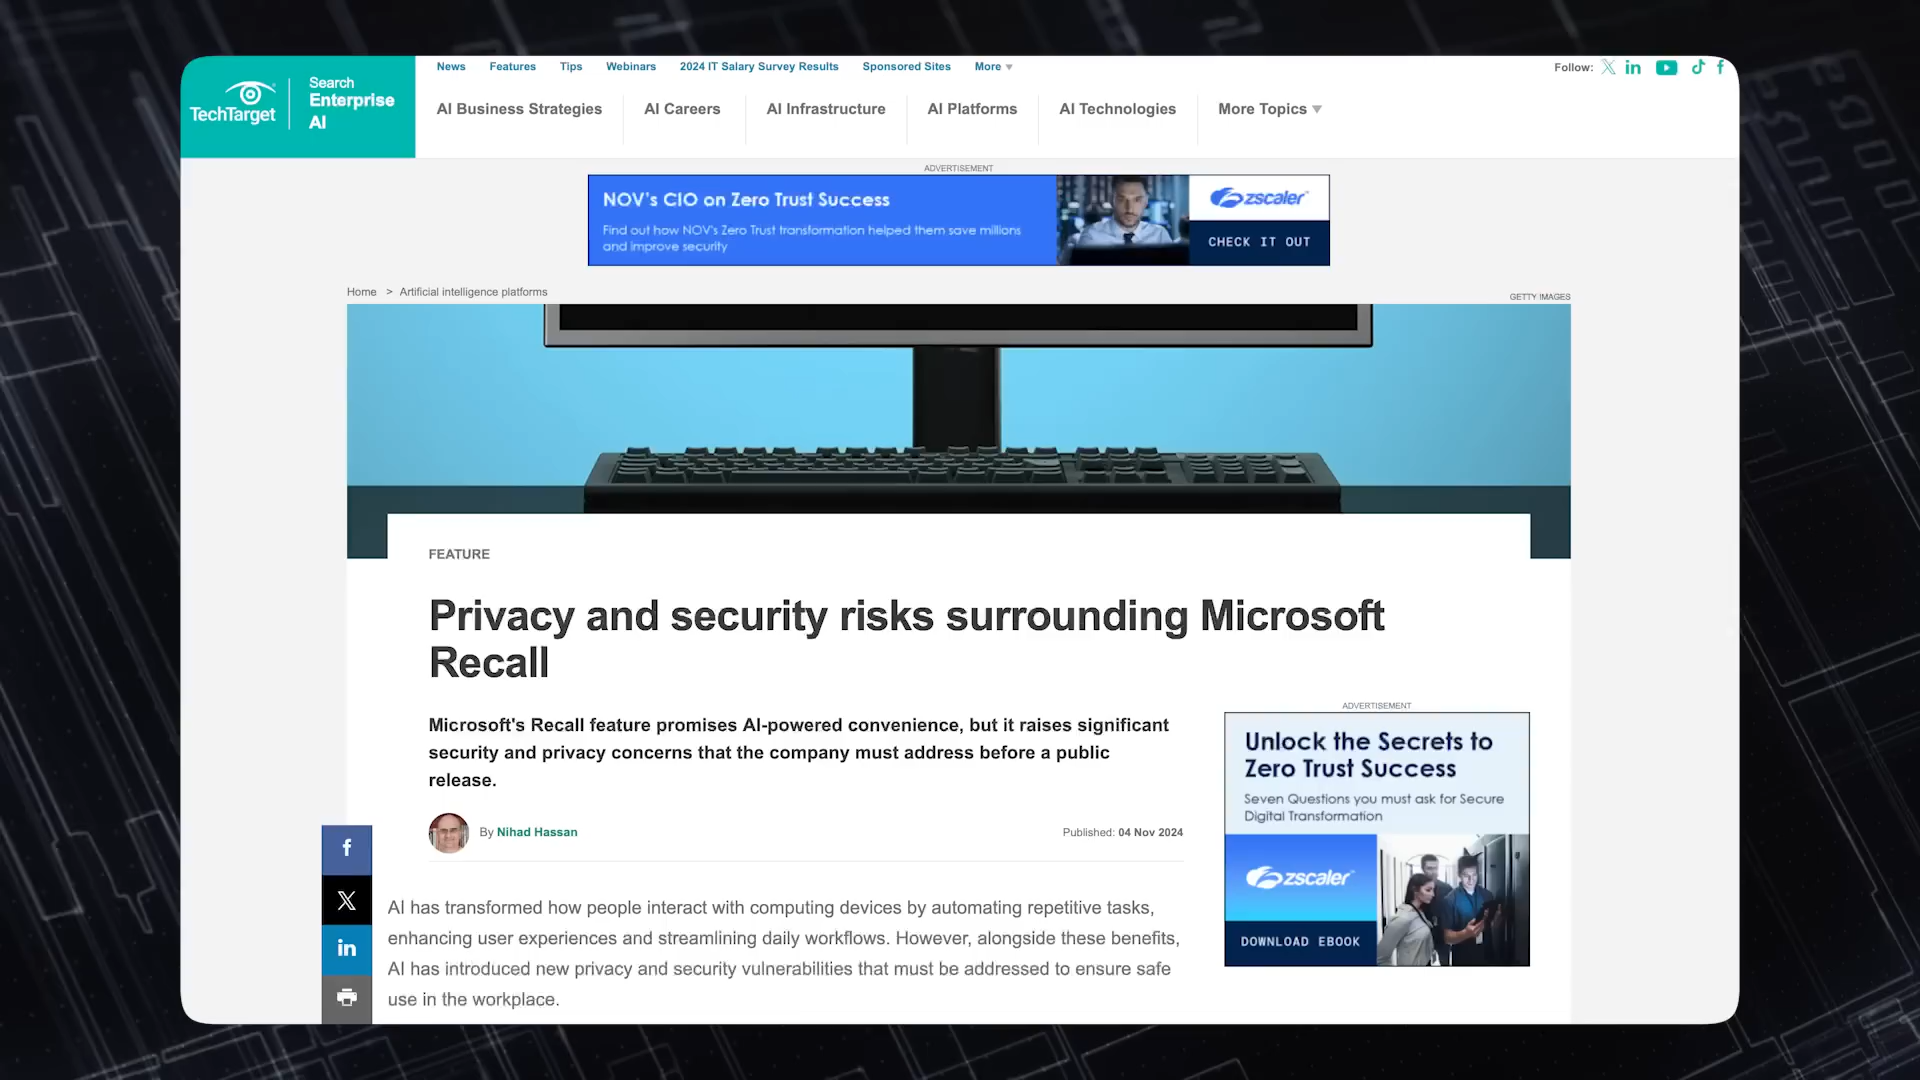 TechTarget
Search
Enterprise
AI
News Features Tips Webinars 2024 IT Salary Survey Results Sponsored Sites More
Follow:
AI Business Strategies AI Careers AI Infrastructure AI Platforms AI Technologies More Topics
ADVERTISEMENT
NOV's CIO on Zero Trust Success
Find out how NOV's Zero Trust transformation helped them save millions
and improve security
zscaler
CHECK IT OUT
Home > Artificial intelligence platforms
GETTY IMAGES
FEATURE
Privacy and security risks surrounding Microsoft
Recall
Microsoft's Recall feature promises AI-powered convenience, but it raises significant
security and privacy concerns that the company must address before a public
release.
By Nihad Hassan
Published: 04 Nov 2024
AI has transformed how people interact with computing devices by automating repetitive tasks,
enhancing user experiences and streamlining daily workflows. However, alongside these benefits,
AI has introduced new privacy and security vulnerabilities that must be addressed to ensure safe
use in the workplace.
ADVERTISEMENT
Unlock the Secrets to
Zero Trust Success
Seven Questions you must ask for Secure
Digital Transformation
zscaler
DOWNLOAD EBOOK